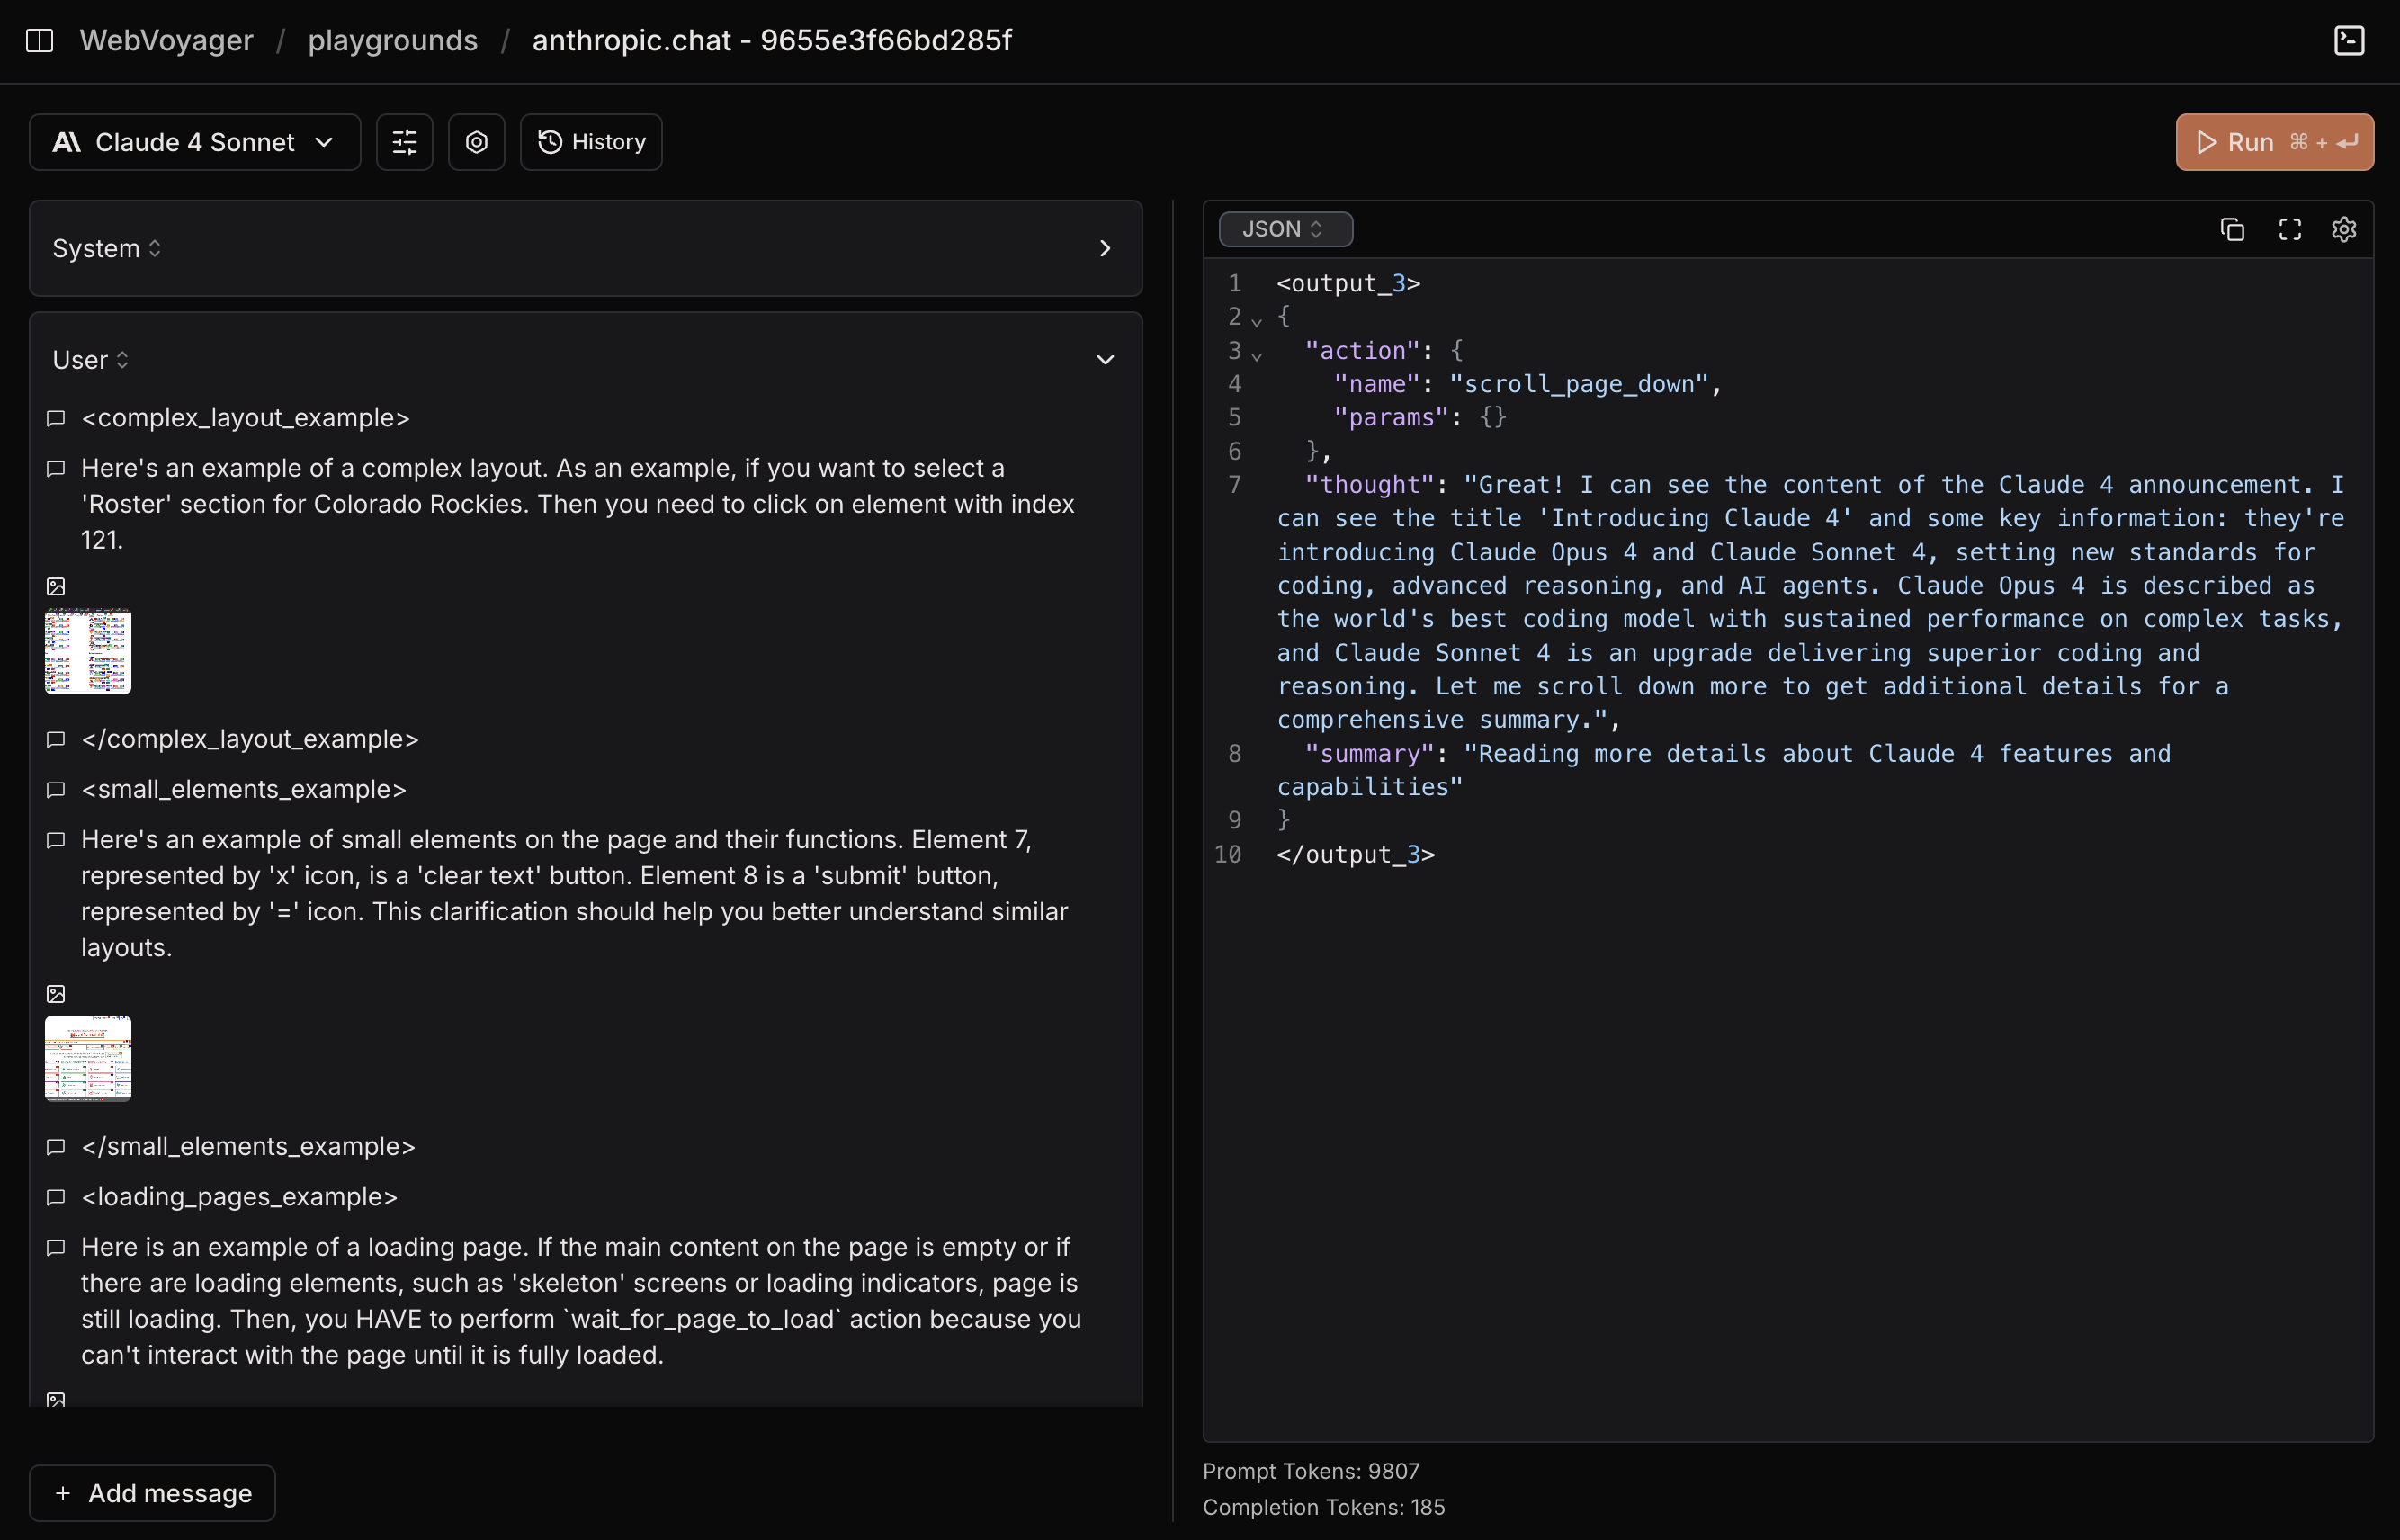 WebVoyager / playgrounds / anthropic.chat - 9655e3f66bd285f
Claude 4 Sonnet
History
Run ⌘ + ↵
System
User
<complex_layout_example>
Here's an example of a complex layout. As an example, if you want to select a
'Roster' section for Colorado Rockies. Then you need to click on element with index
121.
</complex_layout_example>
<small_elements_example>
Here's an example of small elements on the page and their functions. Element 7,
represented by 'x' icon, is a 'clear text' button. Element 8 is a 'submit' button,
represented by '=' icon. This clarification should help you better understand similar
layouts.
</small_elements_example>
<loading_pages_example>
Here is an example of a loading page. If the main content on the page is empty or if
there are loading elements, such as 'skeleton' screens or loading indicators, page is
still loading. Then, you HAVE to perform `wait_for_page_to_load` action because you
can't interact with the page until it is fully loaded.
+ Add message
JSON
1 <output_3>
2 {
3 "action": {
4 "name": "scroll_page_down",
5 "params": {}
6 },
7 "thought": "Great! I can see the content of the Claude 4 announcement. I
can see the title 'Introducing Claude 4' and some key information: they're
introducing Claude Opus 4 and Claude Sonnet 4, setting new standards for
coding, advanced reasoning, and AI agents. Claude Opus 4 is described as
the world's best coding model with sustained performance on complex tasks,
and Claude Sonnet 4 is an upgrade delivering superior coding and
reasoning. Let me scroll down more to get additional details for a
comprehensive summary.",
8 "summary": "Reading more details about Claude 4 features and
capabilities"
9 }
10 </output_3>
Prompt Tokens: 9807
Completion Tokens: 185